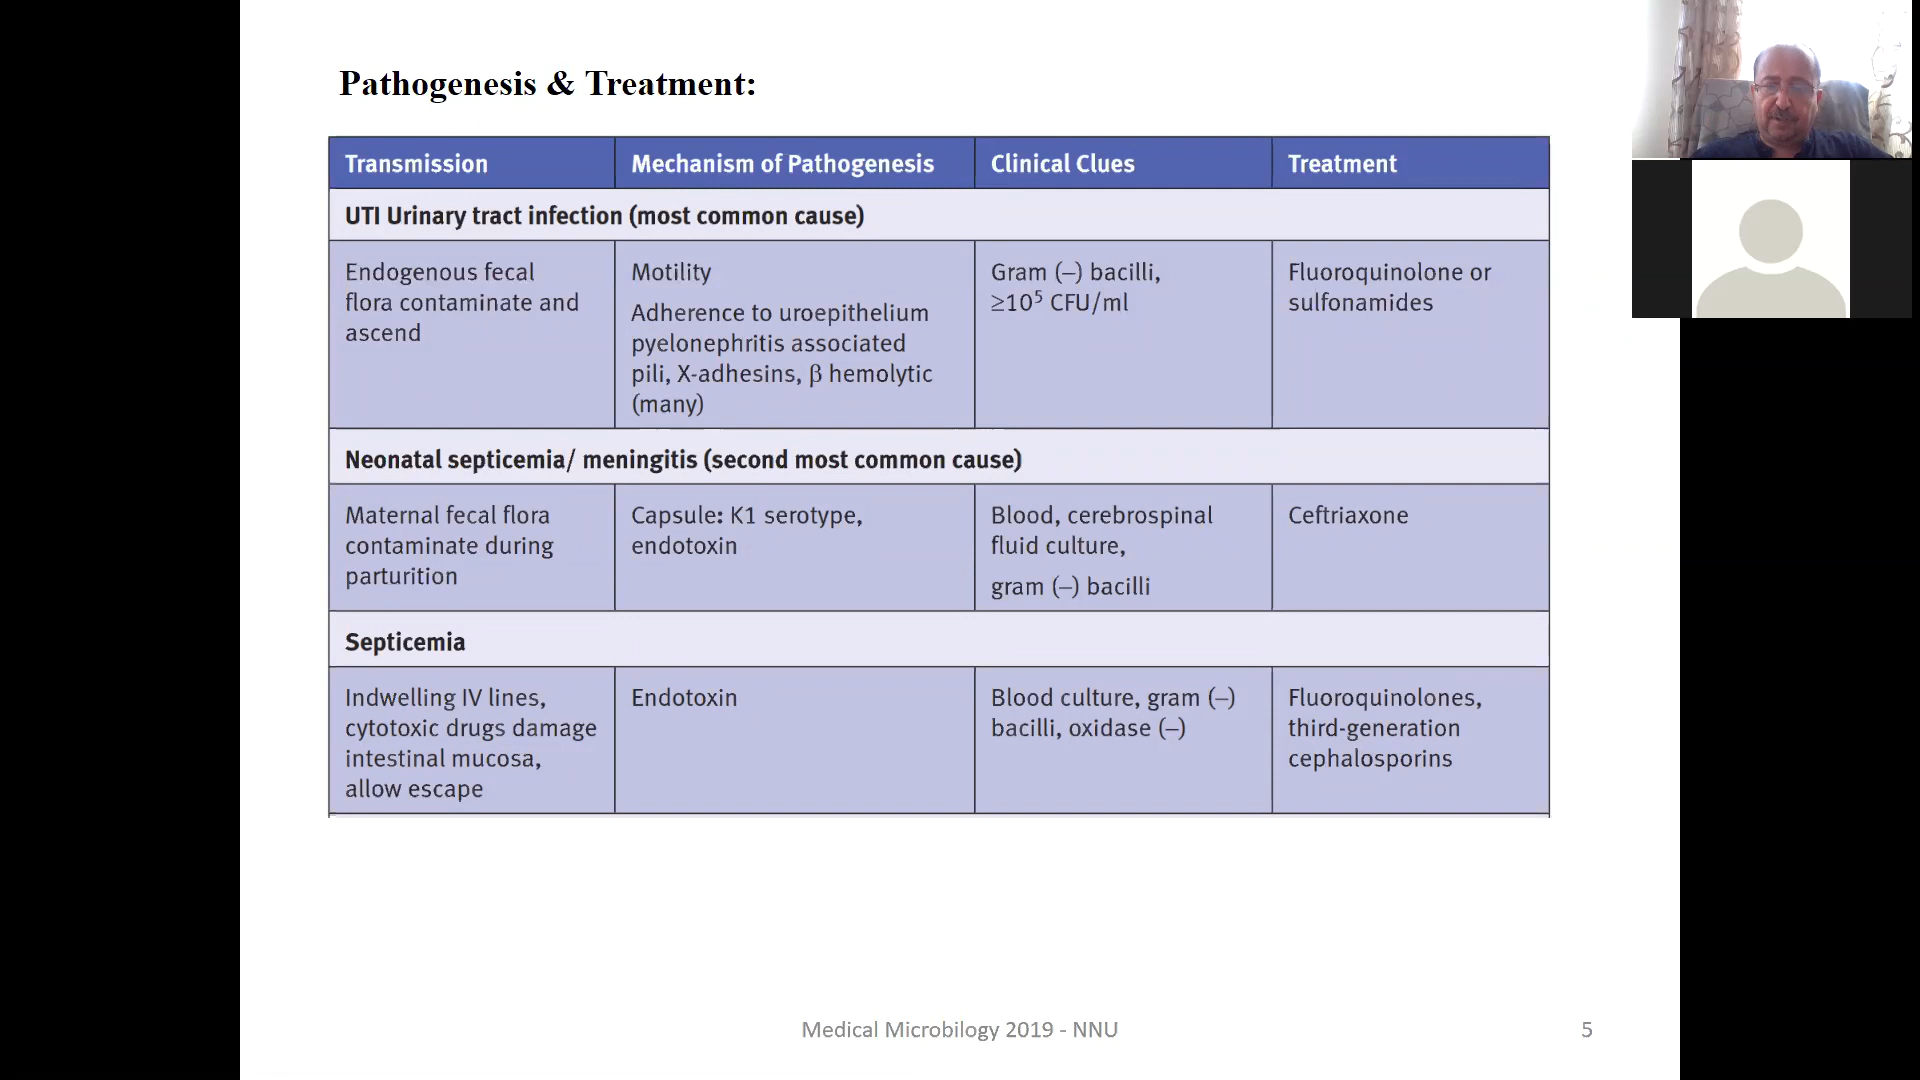 Pathogenesis & Treatment:
Transmission
Mechanism of Pathogenesis
Clinical Clues
Treatment
UTI Urinary tract infection (most common cause)
Endogenous fecal
flora contaminate and
ascend
Motility
Adherence to uroepithelium
pyelonephritis associated
pili, X-adhesins, β hemolytic
(many)
Gram (–) bacilli,
≥10⁵ CFU/ml
Fluoroquinolone or
sulfonamides
Neonatal septicemia/ meningitis (second most common cause)
Maternal fecal flora
contaminate during
parturition
Capsule: K1 serotype,
endotoxin
Blood, cerebrospinal
fluid culture,
gram (–) bacilli
Ceftriaxone
Septicemia
Indwelling IV lines,
cytotoxic drugs damage
intestinal mucosa,
allow escape
Endotoxin
Blood culture, gram (–)
bacilli, oxidase (–)
Fluoroquinolones,
third-generation
cephalosporins
Medical Microbilogy 2019 - NNU
5